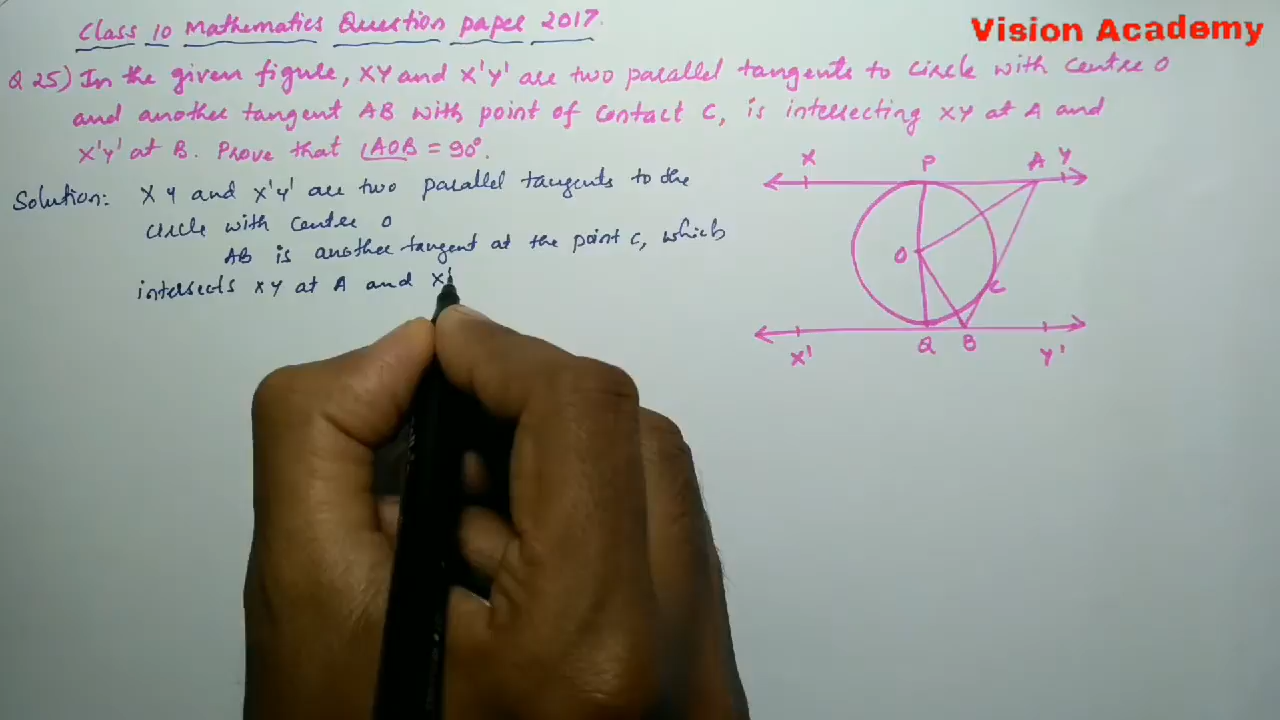 Class 10 Mathematics Question paper 2017.
Vision Academy
Q 25) In the given figure, XY and X'Y' are two parallel tangents to circle with centre O
and another tangent AB with point of contact C, is intersecting XY at A and
X'Y' at B. Prove that ∠AOB = 90°.
Solution: XY and X'Y' are two parallel tangents to the
circle with centre O
AB is another tangent at the point C, which
intersects XY at A and X'
X P A Y
O
C
Q B
X' Y'